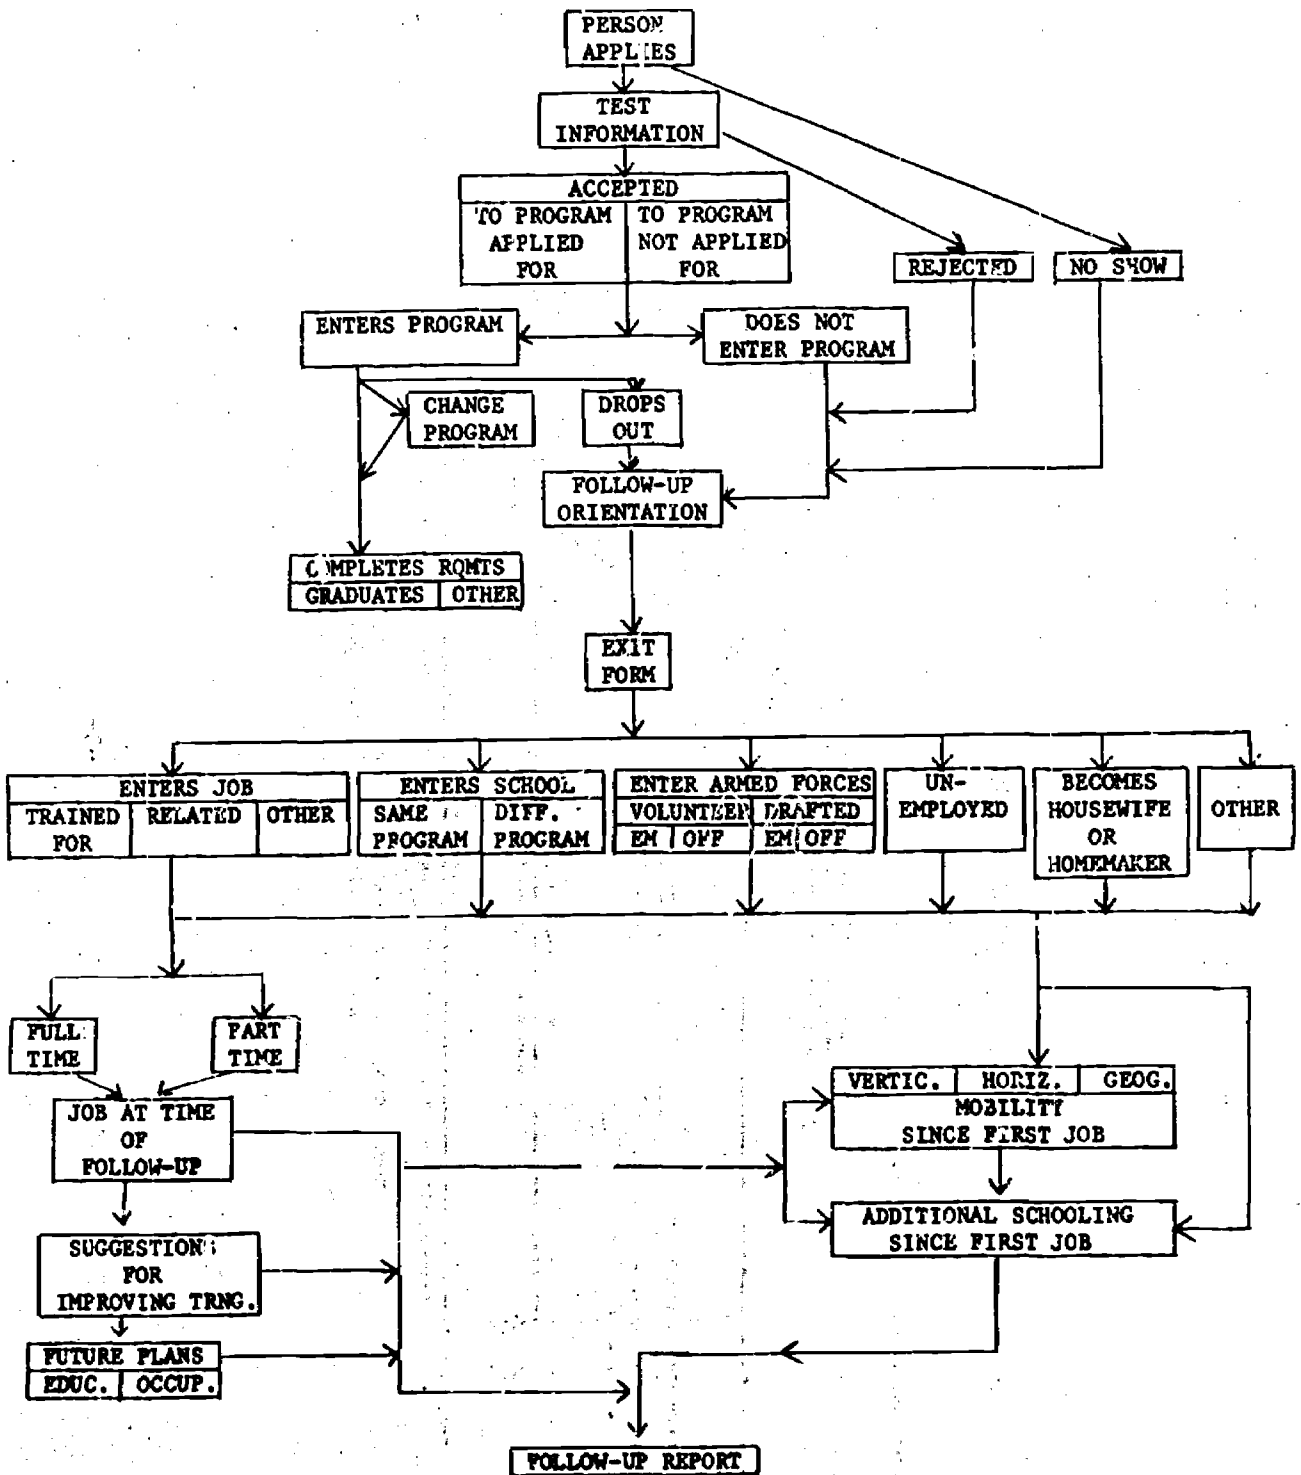 PERSON
APPLIES
TEST
INFORMATION
ACCEPTED
TO PROGRAM
APPLIED
FOR
TO PROGRAM
NOT APPLIED
FOR
REJECTED
NO SHOW
ENTERS PROGRAM
DOES NOT
ENTER PROGRAM
CHANGE
PROGRAM
DROPS
OUT
FOLLOW-UP
ORIENTATION
COMPLETES RQMTS
GRADUATES
OTHER
EXIT
FORM
ENTERS JOB
TRAINED
FOR
RELATED
OTHER
ENTERS SCHOOL
SAME
PROGRAM
DIFF.
PROGRAM
ENTER ARMED FORCES
VOLUNTEER
DRAFTED
EM
OFF
EM
OFF
UN-
EMPLOYED
BECOMES
HOUSEWIFE
OR
HOMEMAKER
OTHER
FULL
TIME
PART
TIME
VERTIC.
HORIZ.
GEOG.
MOBILITY
SINCE FIRST JOB
JOB AT TIME
OF
FOLLOW-UP
ADDITIONAL SCHOOLING
SINCE FIRST JOB
SUGGESTIONS
FOR
IMPROVING TRNG.
FUTURE PLANS
EDUC.
OCCUP.
FOLLOW-UP REPORT